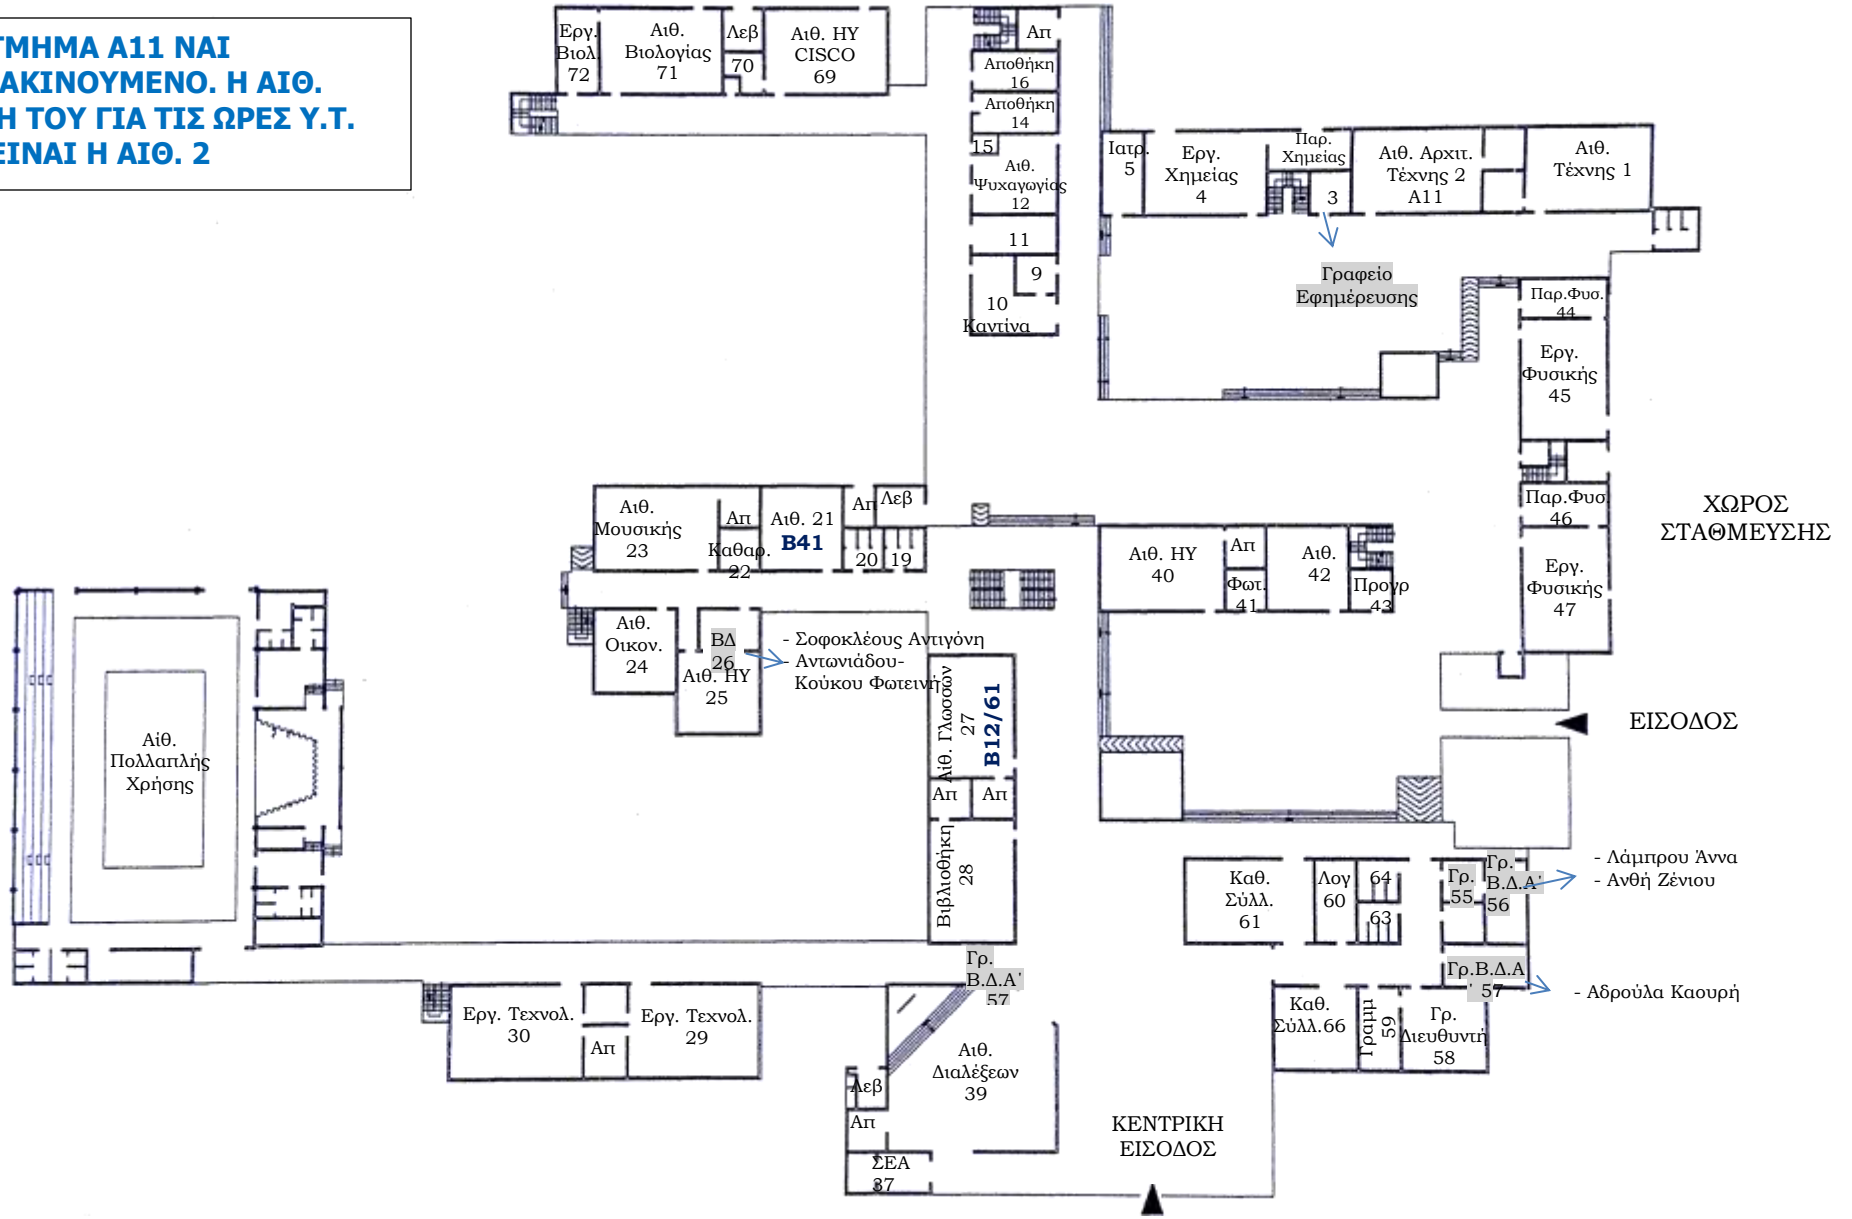 ΤΜΗΜΑ Α11 ΝΑΙ
ΑΚΙΝΟΥΜΕΝΟ. Η ΑΙΘ.
Η ΤΟΥ ΓΙΑ ΤΙΣ ΩΡΕΣ Υ.Τ.
ΕΙΝΑΙ Η ΑΙΘ. 2
Εργ.
Βιολ.
72
Αιθ.
Βιολογίας
71
Λεβ
70
Αιθ. ΗΥ
CISCO
69
Απ
Αποθήκη
16
Αποθήκη
14
15
Αιθ.
Ψυχαγωγίας
12
11
9
10
Καντίνα
Ιατρ.
5
Εργ.
Χημείας
4
Παρ.
Χημείας
3
Αιθ. Αρχιτ.
Τέχνης 2
Α11
Αιθ.
Τέχνης 1
Γραφείο
Εφημέρευσης
Παρ.Φυσ.
44
Εργ.
Φυσικής
45
Παρ.Φυσ
46
Εργ.
Φυσικής
47
ΧΩΡΟΣ
ΣΤΑΘΜΕΥΣΗΣ
ΕΙΣΟΔΟΣ
Αιθ.
Μουσικής
23
Απ
Καθαρ.
22
Αιθ. 21
Β41
Απ
Λεβ
20
19
Αιθ. ΗΥ
40
Απ
Φωτ.
41
Αιθ.
42
Προγρ
43
Αιθ.
Οικον.
24
ΒΔ
26
Αιθ. ΗΥ
25
- Σοφοκλέους Αντιγόνη
- Αντωνιάδου-
Κούκου Φωτεινή
Αίθ. Γλωσσών
27
Β12/61
Απ
Απ
Βιβλιοθήκη
28
Αίθ.
Πολλαπλής
Χρήσης
Καθ.
Σύλλ.
61
Λογ
60
64
63
Γρ.
55
Γρ.
Β.Δ.Α'
56
- Λάμπρου Άννα
- Ανθή Ζένιου
Γρ.Β.Δ.Α
' 57
- Αδρούλα Καουρή
Καθ.
Σύλλ.66
Γραμμ
59
Γρ.
Διευθυντή
58
Γρ.
Β.Δ.Α'
57
Εργ. Τεχνολ.
30
Απ
Εργ. Τεχνολ.
29
Αιθ.
Διαλέξεων
39
Λεβ
Απ
ΣΕΑ
37
ΚΕΝΤΡΙΚΗ
ΕΙΣΟΔΟΣ